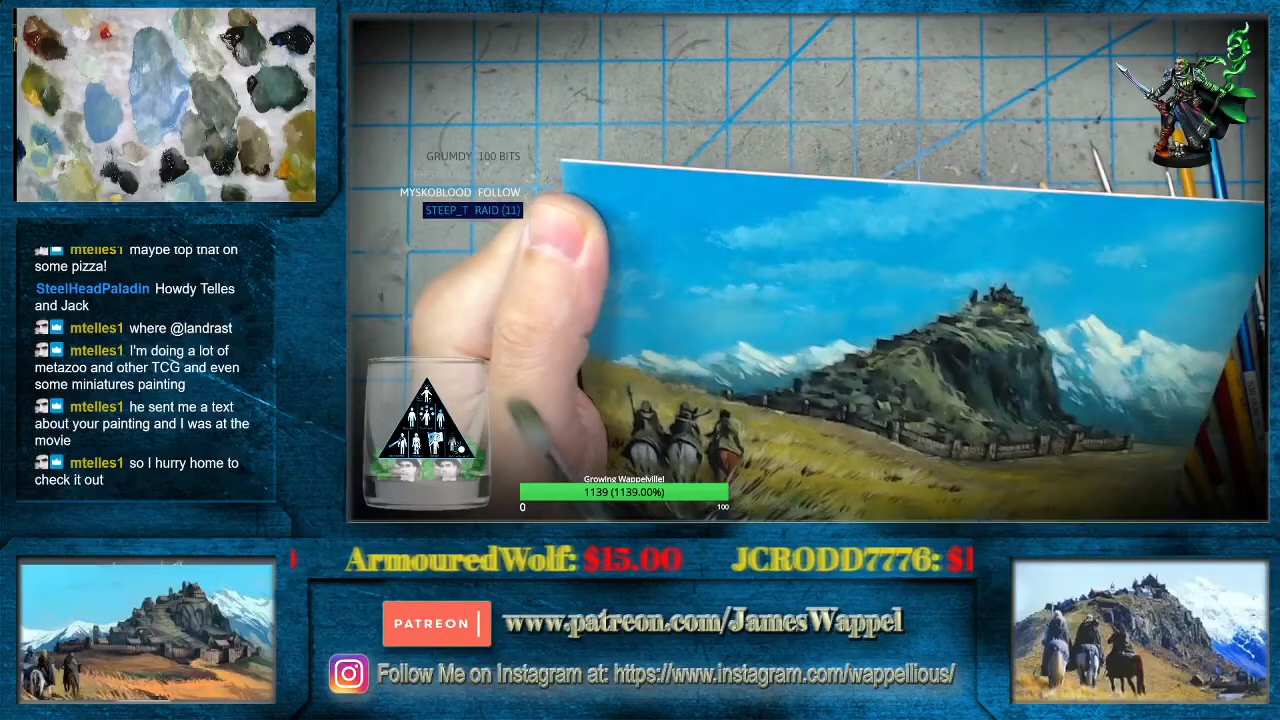 GRUMDY 100 BITS
MYSKOBLOOD FOLLOW
STEEP_T RAID (11)
mtelles1 maybe top that on
some pizza!
SteelHeadPaladin Howdy Telles
and Jack
mtelles1 where @landrast
mtelles1 I'm doing a lot of
metazoo and other TCG and even
some miniatures painting
mtelles1 he sent me a text
about your painting and I was at the
movie
mtelles1 so I hurry home to
check it out
Growing Wappelville!
1139 (1139.00%)
0 100
ArmouredWolf: $15.00 JCRODD7776: $1
PATREON www.patreon.com/JamesWappel
Follow Me on Instagram at: https://www.instagram.com/wappellious/